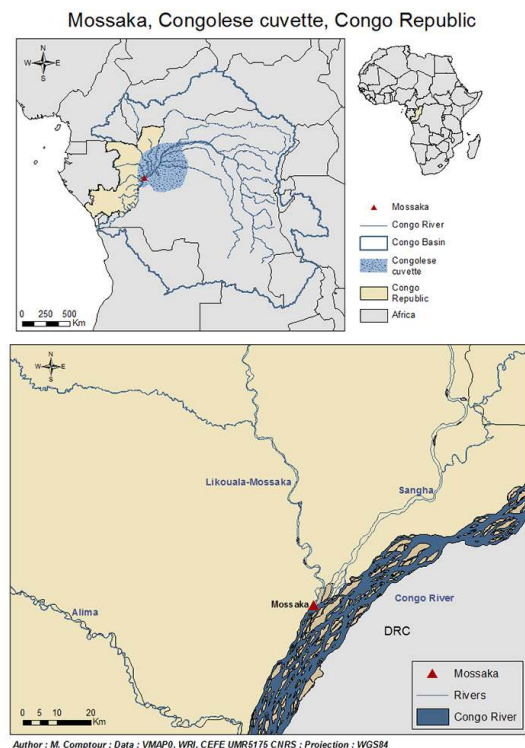 Mossaka, Congolese cuvette, Congo Republic
N
W E
S
Mossaka
Congo River
Congo Basin
Congolese
cuvette
Congo
Republic
Africa
0 250 500
Km
N
W E
S
Likouala-Mossaka
Sangha
Mossaka
Congo River
Alima
DRC
0 5 10 20
Km
Mossaka
Rivers
Congo River
Author : M. Comptour ; Data : VMAP0, WRI, CEFE UMR5175 CNRS ; Projection : WGS84